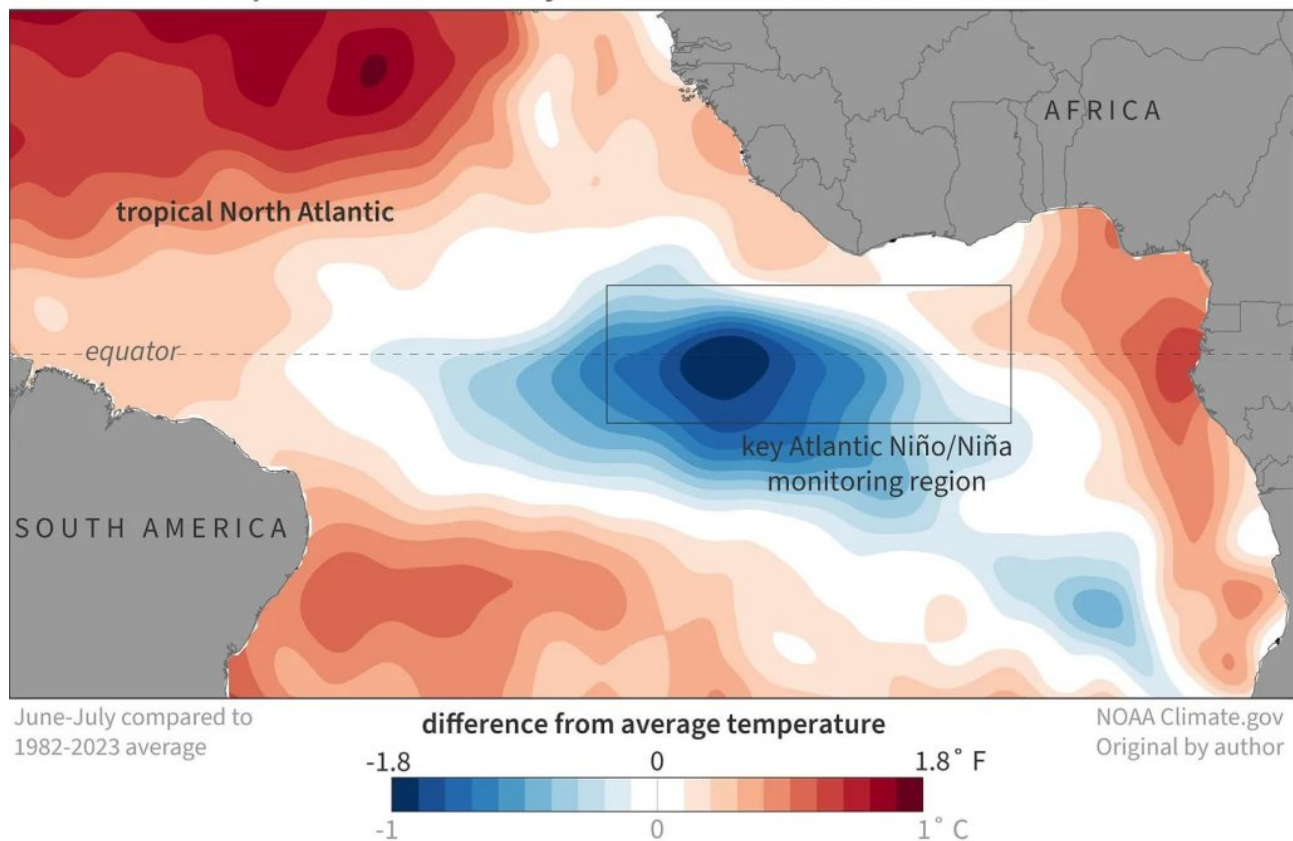 AFRICA
tropical North Atlantic
equator
key Atlantic Niño/Niña
monitoring region
SOUTH AMERICA
June-July compared to
1982-2023 average
difference from average temperature
-1.8 0 1.8° F
-1 0 1° C
NOAA Climate.gov
Original by author